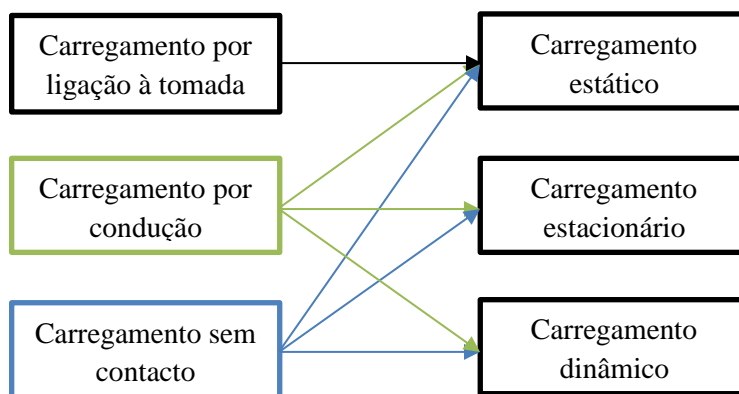 Carregamento por
ligação à tomada
Carregamento
estático
Carregamento por
condução
Carregamento
estacionário
Carregamento sem
contacto
Carregamento
dinâmico